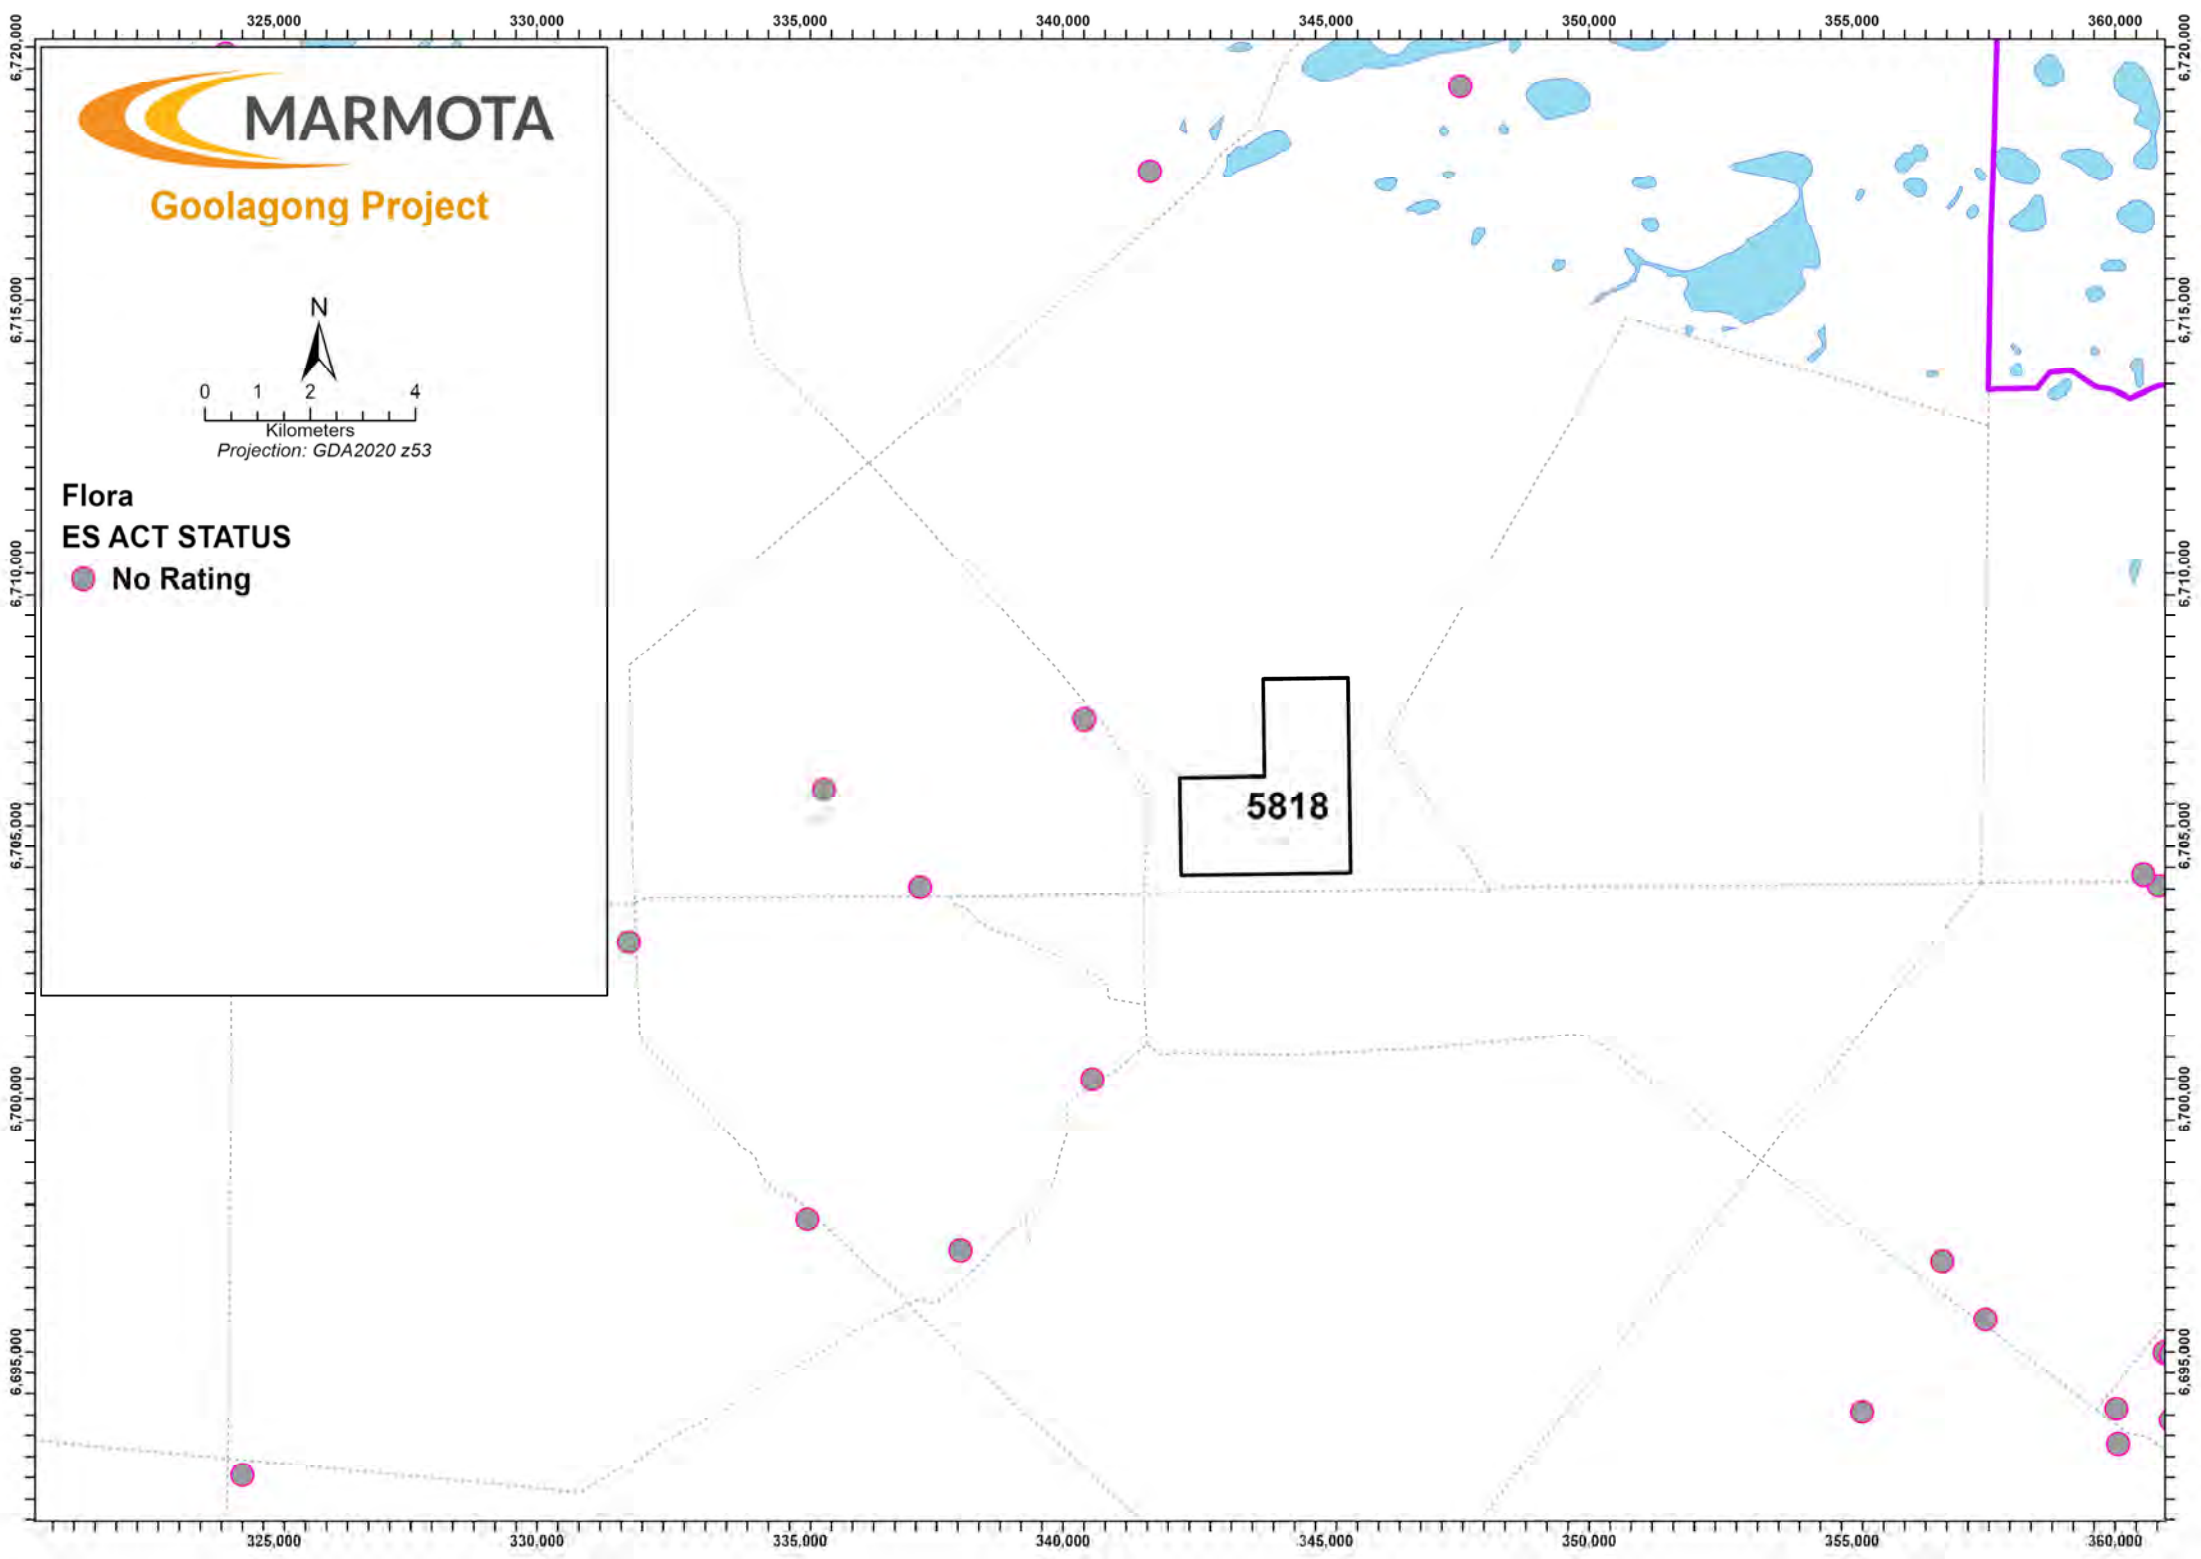 325,000 330,000 335,000 340,000 345,000 350,000 355,000 360,000
6,720,000
6,720,000
MARMOTA
Goolagong Project
N
0 1 2 4
Kilometers
Projection: GDA2020 z53
Flora
ES ACT STATUS
No Rating
6,715,000
6,715,000
6,710,000
6,710,000
5818
6,705,000
6,705,000
6,700,000
6,700,000
6,695,000
6,695,000
325,000 330,000 335,000 340,000 345,000 350,000 355,000 360,000